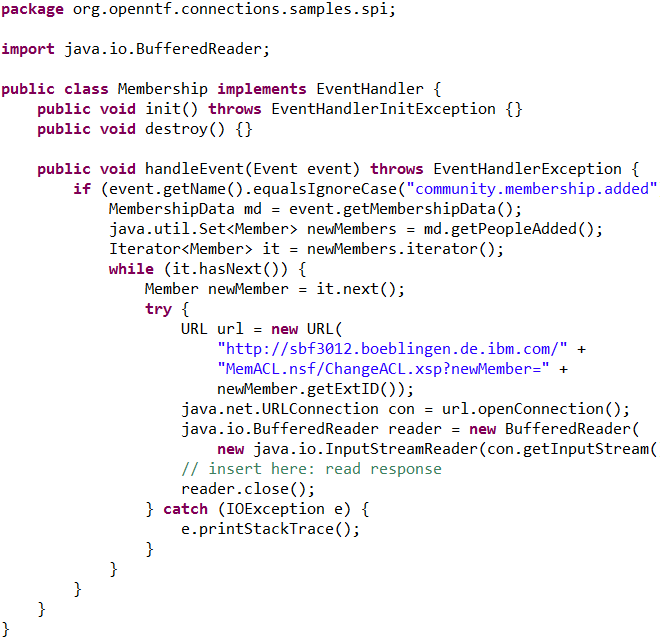 package org.openntf.connections.samples.spi;

import java.io.BufferedReader;

public class Membership implements EventHandler {
    public void init() throws EventHandlerInitException {}
    public void destroy() {}

    public void handleEvent(Event event) throws EventHandlerException {
        if (event.getName().equalsIgnoreCase("community.membership.added"
            MembershipData md = event.getMembershipData();
            java.util.Set<Member> newMembers = md.getPeopleAdded();
            Iterator<Member> it = newMembers.iterator();
            while (it.hasNext()) {
                Member newMember = it.next();
                try {
                    URL url = new URL(
                        "http://sbf3012.boeblingen.de.ibm.com/" +
                        "MemACL.nsf/ChangeACL.xsp?newMember=" +
                        newMember.getExtID());
                    java.net.URLConnection con = url.openConnection();
                    java.io.BufferedReader reader = new BufferedReader(
                        new java.io.InputStreamReader(con.getInputStream(
                    // insert here: read response
                    reader.close();
                } catch (IOException e) {
                    e.printStackTrace();
                }
            }
        }
    }
}